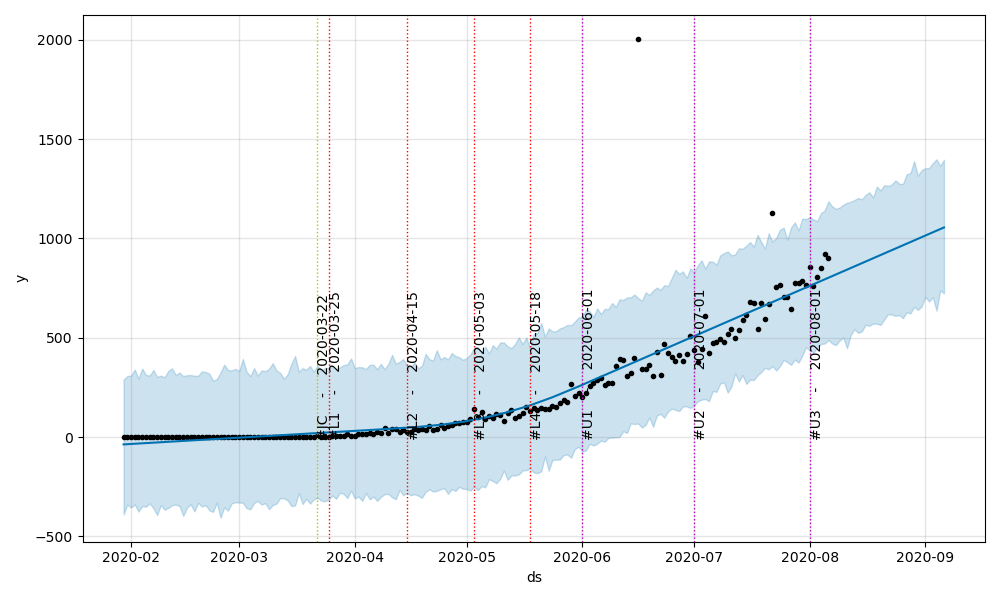 2000
1500
1000
500
0
−500
y
#JC - 2020-03-22
#L1 - 2020-03-25
#L2 - 2020-04-15
#L3 - 2020-05-03
#L4 - 2020-05-18
#U1 - 2020-06-01
#U2 - 2020-07-01
#U3 - 2020-08-01
2020-02
2020-03
2020-04
2020-05
2020-06
2020-07
2020-08
2020-09
ds